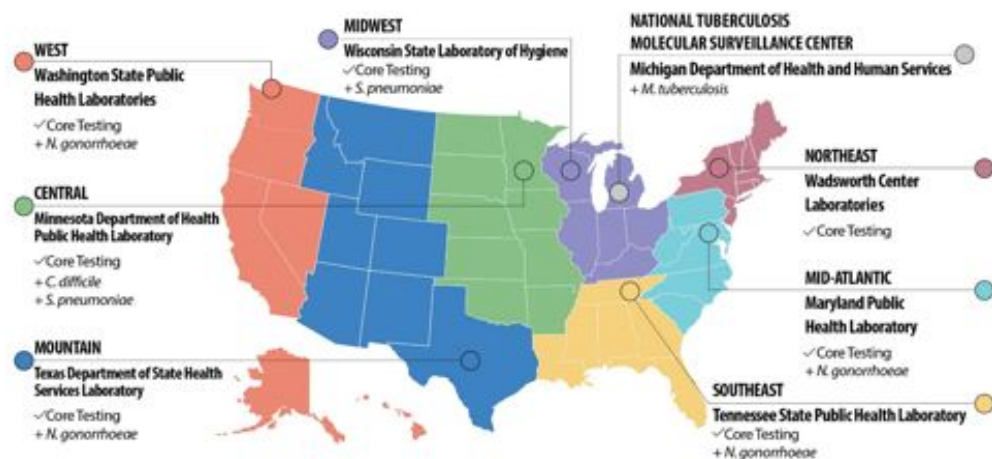 WEST
Washington State Public
Health Laboratories
✓Core Testing
+ N. gonorrhoeae
CENTRAL
Minnesota Department of Health
Public Health Laboratory
✓Core Testing
+ C. difficile
+ S. pneumoniae
MOUNTAIN
Texas Department of State Health
Services Laboratory
✓Core Testing
+ N. gonorrhoeae
MIDWEST
Wisconsin State Laboratory of Hygiene
✓Core Testing
+ S. pneumoniae
NATIONAL TUBERCULOSIS
MOLECULAR SURVEILLANCE CENTER
Michigan Department of Health and Human Services
+ M. tuberculosis
NORTHEAST
Wadsworth Center
Laboratories
✓Core Testing
MID-ATLANTIC
Maryland Public
Health Laboratory
✓Core Testing
+ N. gonorrhoeae
SOUTHEAST
Tennessee State Public Health Laboratory
✓Core Testing
+ N. gonorrhoeae